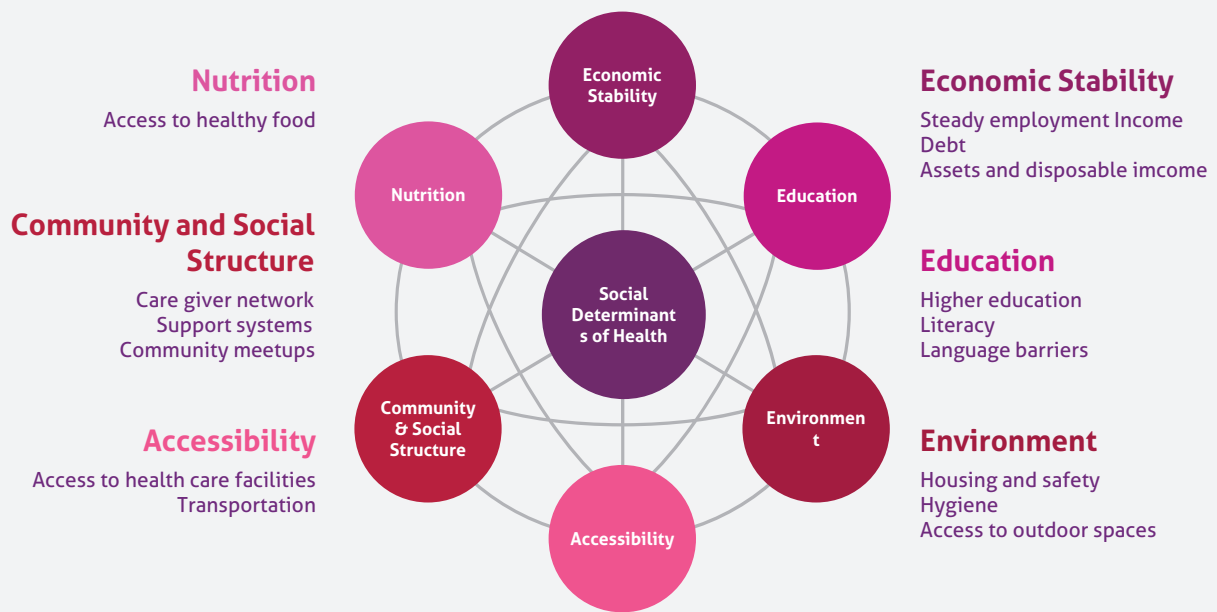 Nutrition
Access to healthy food
Community and Social
Structure
Care giver network
Support systems
Community meetups
Accessibility
Access to health care facilities
Transportation
Economic
Stability
Nutrition
Education
Social
Determinant
s of Health
Community
& Social
Structure
Environmen
t
Accessibility
Economic Stability
Steady employment Income
Debt
Assets and disposable imcome
Education
Higher education
Literacy
Language barriers
Environment
Housing and safety
Hygiene
Access to outdoor spaces